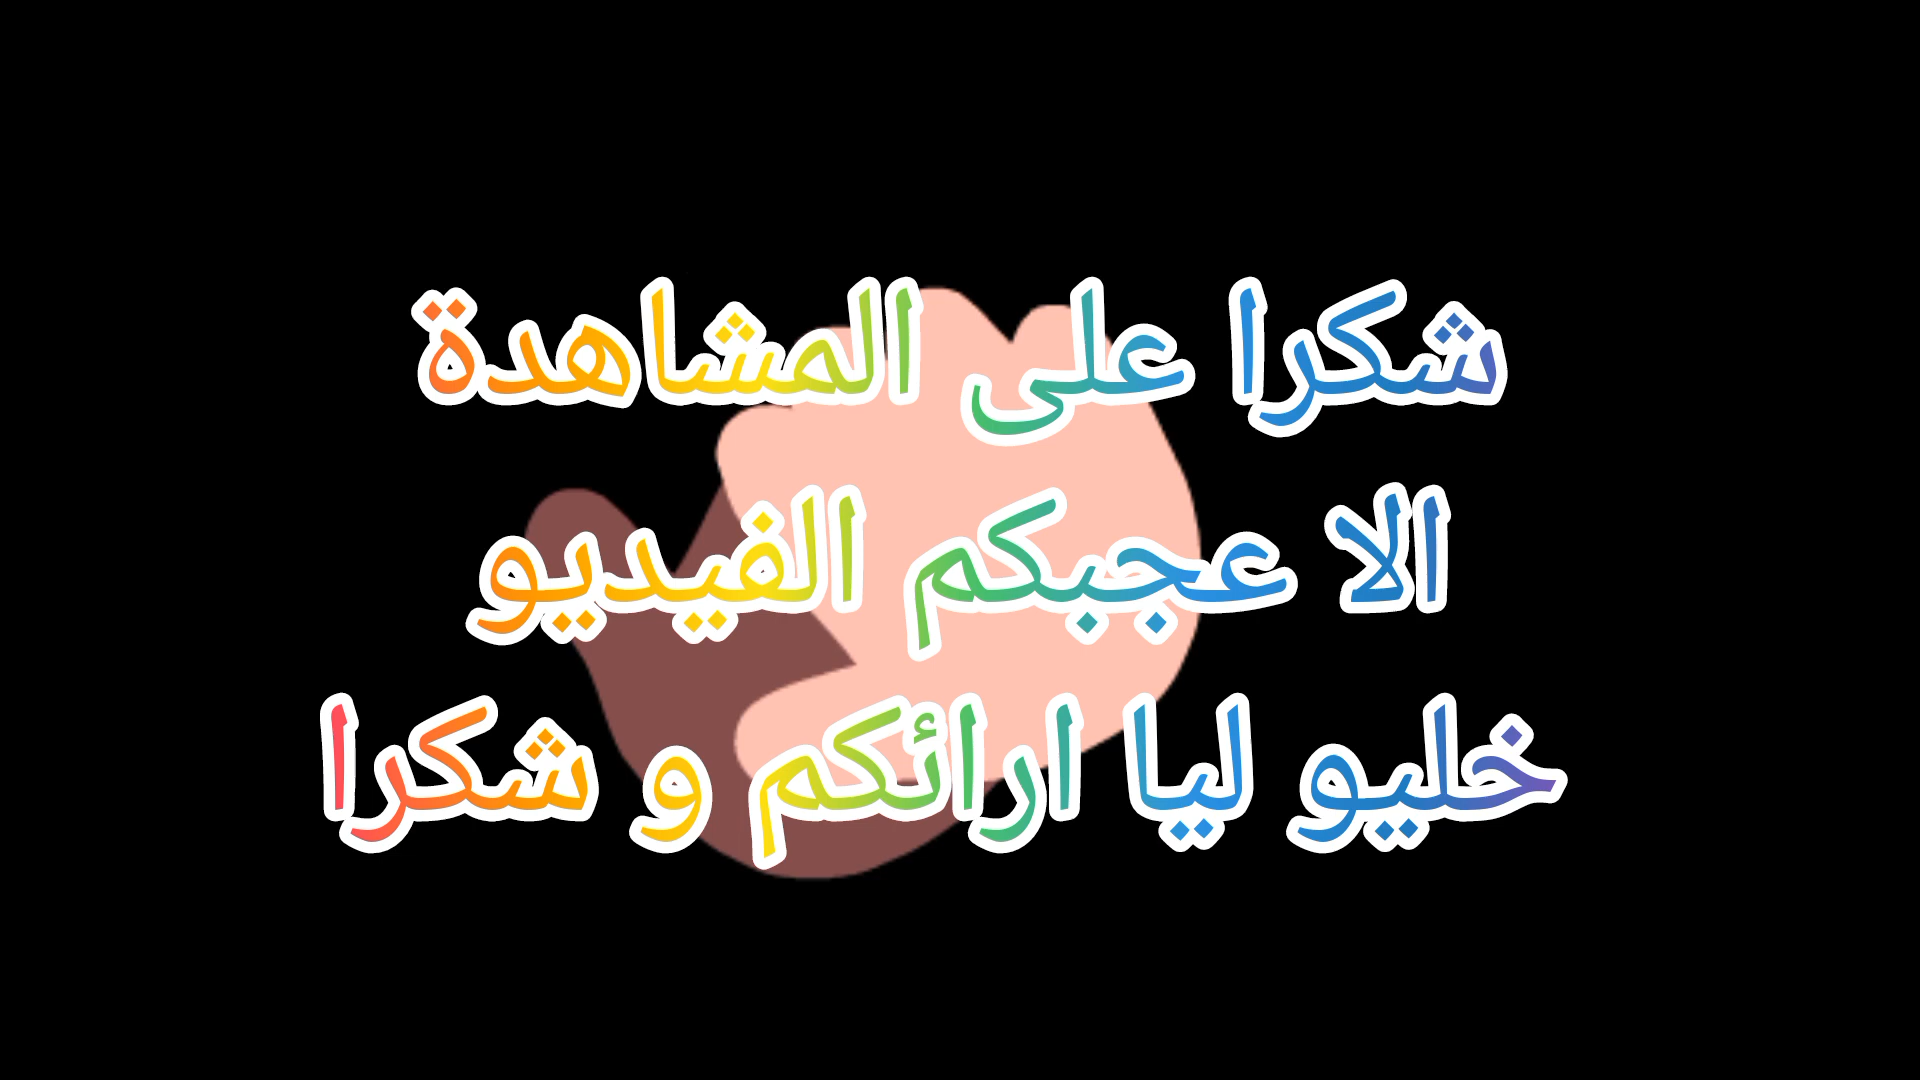 شكرا على المشاهدة
الا عجبكم الفيديو
خليو ليا ارائكم و شكرا